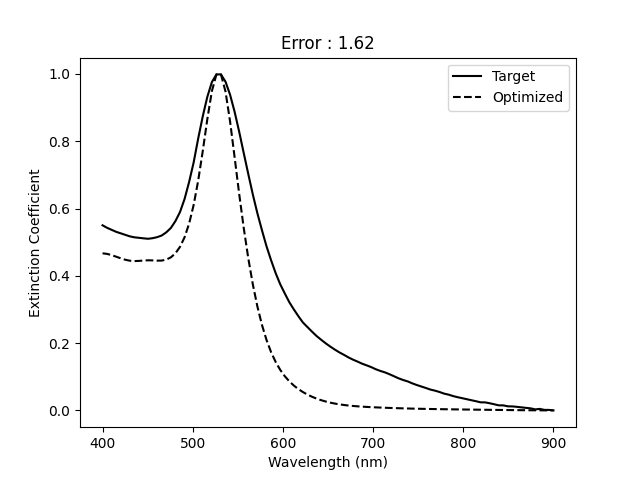 Error : 1.62
Target
Optimized
Extinction Coefficient
1.0
0.8
0.6
0.4
0.2
0.0
400 500 600 700 800 900
Wavelength (nm)